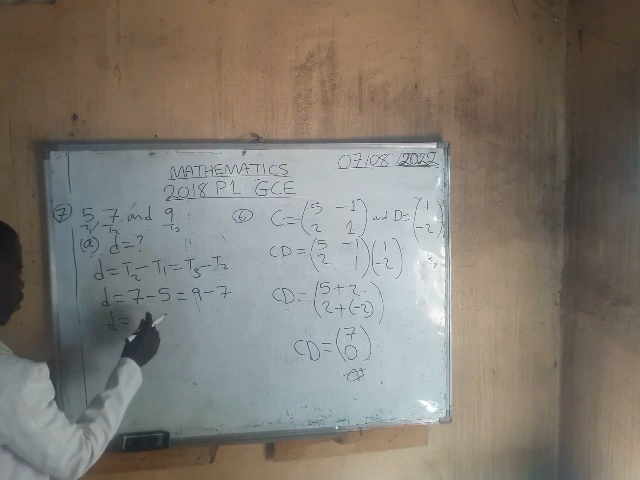 MATHEMATICS
07/08/2022
2018 P1 GCE
7 5, 7 and 9
T1 T2 T3
(a) d=?
d=T2-T1=T3-T2
d=7-5=9-7
d=
6 C=(5 -1
2 1) and D=(1
-2)
CD=(5 -1
2 1)(1
-2)
CD=(5+2
2+(-2))
CD=(7
0)